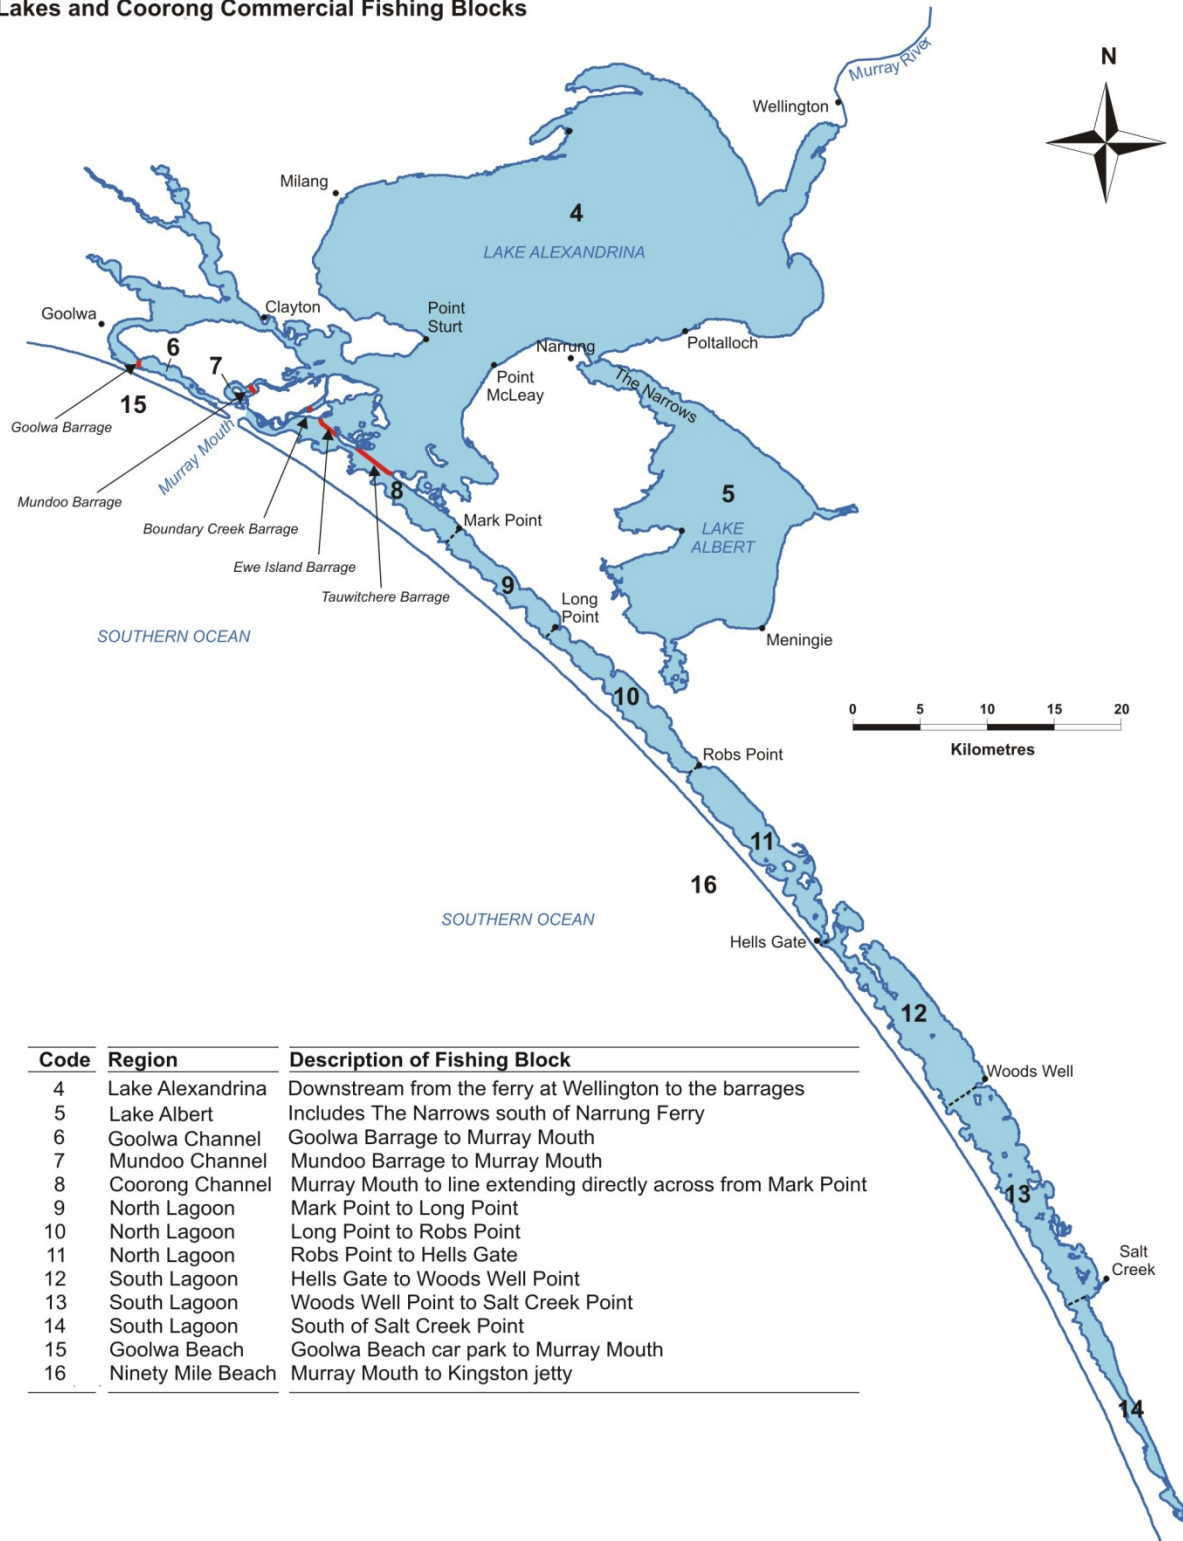 Lakes and Coorong Commercial Fishing Blocks
Murray River
N
Wellington
Milang
4
LAKE ALEXANDRINA
Goolwa
Clayton
Point
Sturt
Narrung
Poltalloch
6
7
Point
McLeay
The Narrows
15
Goolwa Barrage
Murray Mouth
Mundoo Barrage
8
5
LAKE
ALBERT
Boundary Creek Barrage
Mark Point
Ewe Island Barrage
Tauwitchere Barrage
9
Long
Point
SOUTHERN OCEAN
Meningie
10
0 5 10 15 20
Kilometres
Robs Point
11
16
SOUTHERN OCEAN
Hells Gate
12
Woods Well
13
Salt
Creek
14
Code Region Description of Fishing Block
4 Lake Alexandrina Downstream from the ferry at Wellington to the barrages
5 Lake Albert Includes The Narrows south of Narrung Ferry
6 Goolwa Channel Goolwa Barrage to Murray Mouth
7 Mundoo Channel Mundoo Barrage to Murray Mouth
8 Coorong Channel Murray Mouth to line extending directly across from Mark Point
9 North Lagoon Mark Point to Long Point
10 North Lagoon Long Point to Robs Point
11 North Lagoon Robs Point to Hells Gate
12 South Lagoon Hells Gate to Woods Well Point
13 South Lagoon Woods Well Point to Salt Creek Point
14 South Lagoon South of Salt Creek Point
15 Goolwa Beach Goolwa Beach car park to Murray Mouth
16 Ninety Mile Beach Murray Mouth to Kingston jetty